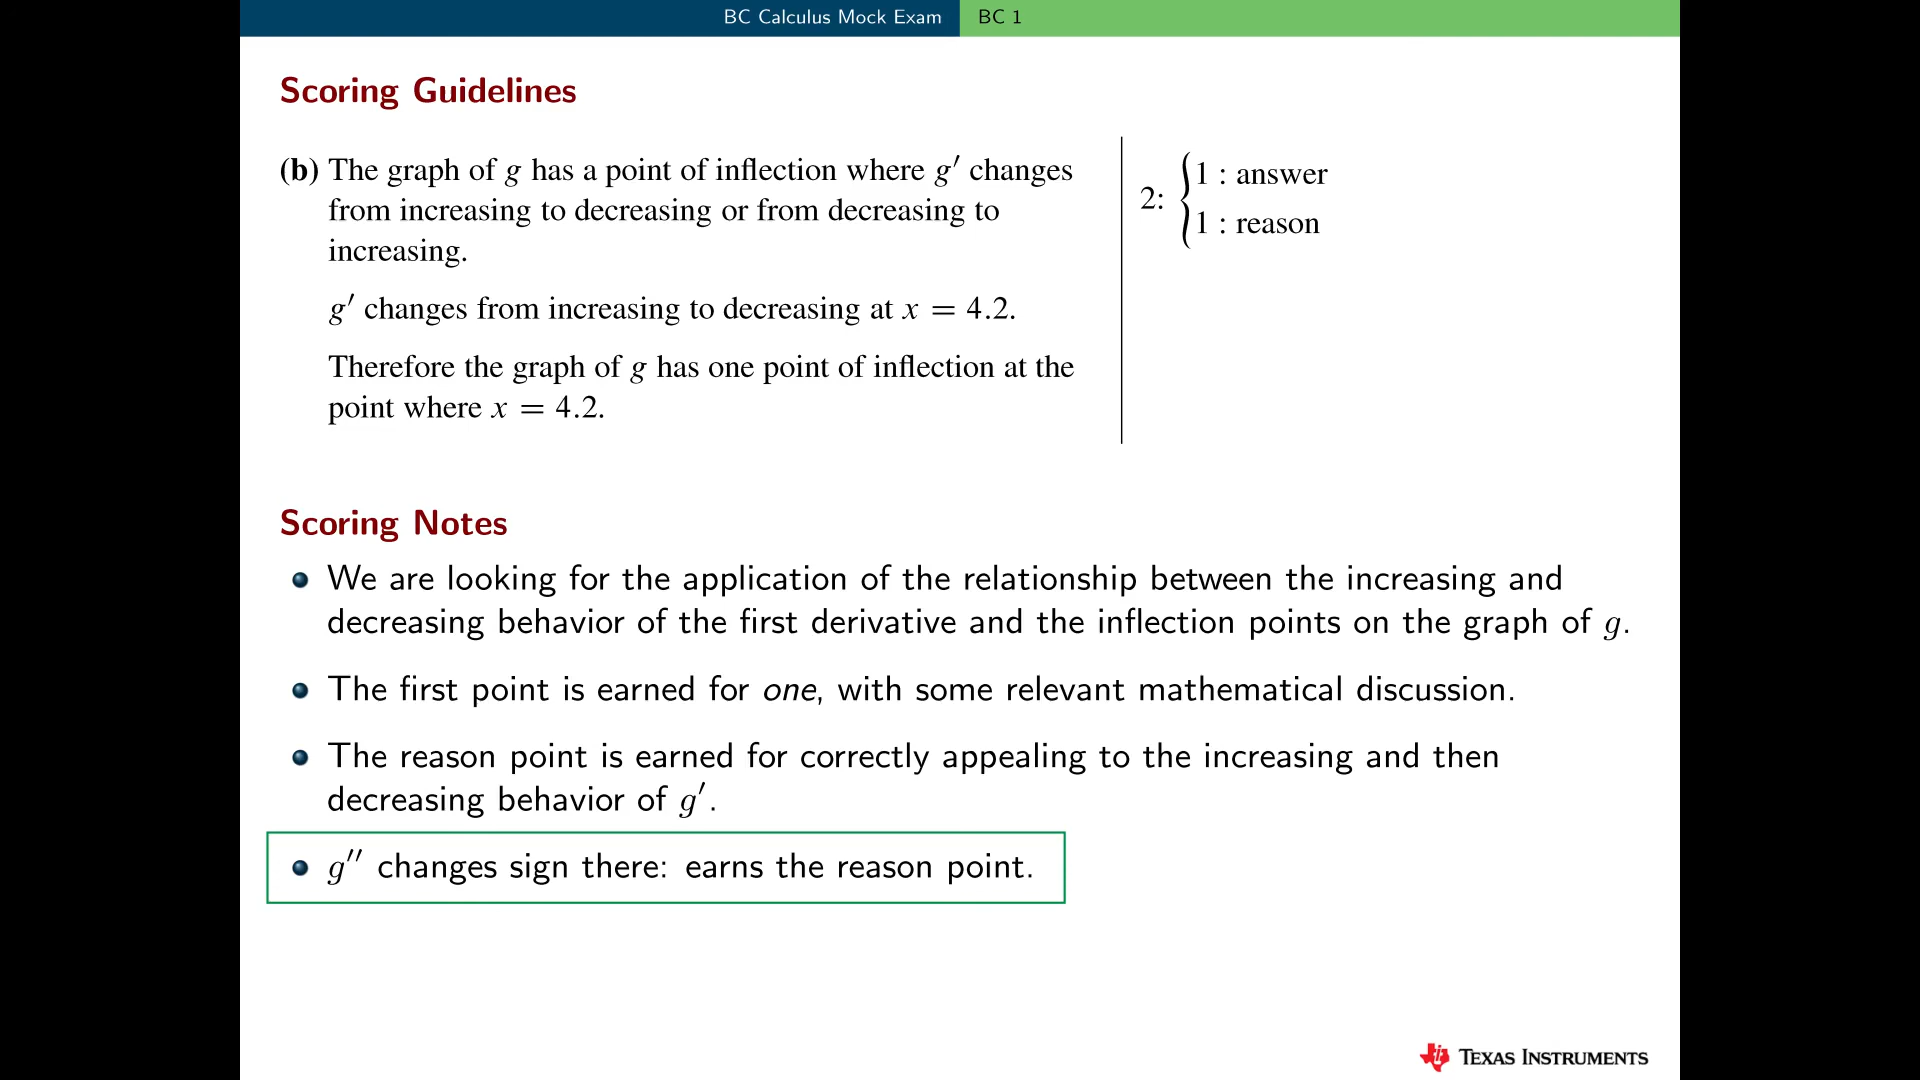 BC Calculus Mock Exam BC 1
Scoring Guidelines
(b) The graph of g has a point of inflection where g′ changes
from increasing to decreasing or from decreasing to
increasing.
g′ changes from increasing to decreasing at x = 4.2.
Therefore the graph of g has one point of inflection at the
point where x = 4.2.
2: { 1 : answer
1 : reason
Scoring Notes
• We are looking for the application of the relationship between the increasing and
decreasing behavior of the first derivative and the inflection points on the graph of g.
• The first point is earned for one, with some relevant mathematical discussion.
• The reason point is earned for correctly appealing to the increasing and then
decreasing behavior of g′.
• g″ changes sign there: earns the reason point.
TEXAS INSTRUMENTS